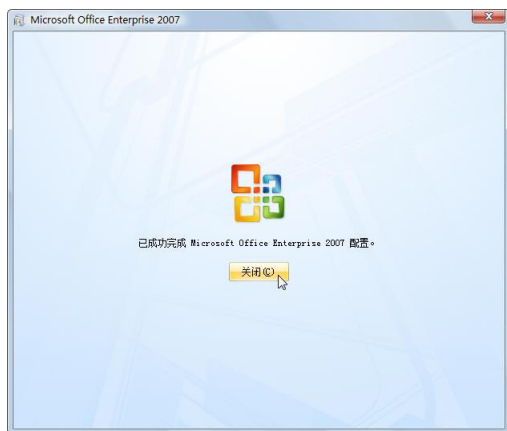 Microsoft Office Enterprise 2007
已成功完成 Microsoft Office Enterprise 2007 配置。
关闭(C)